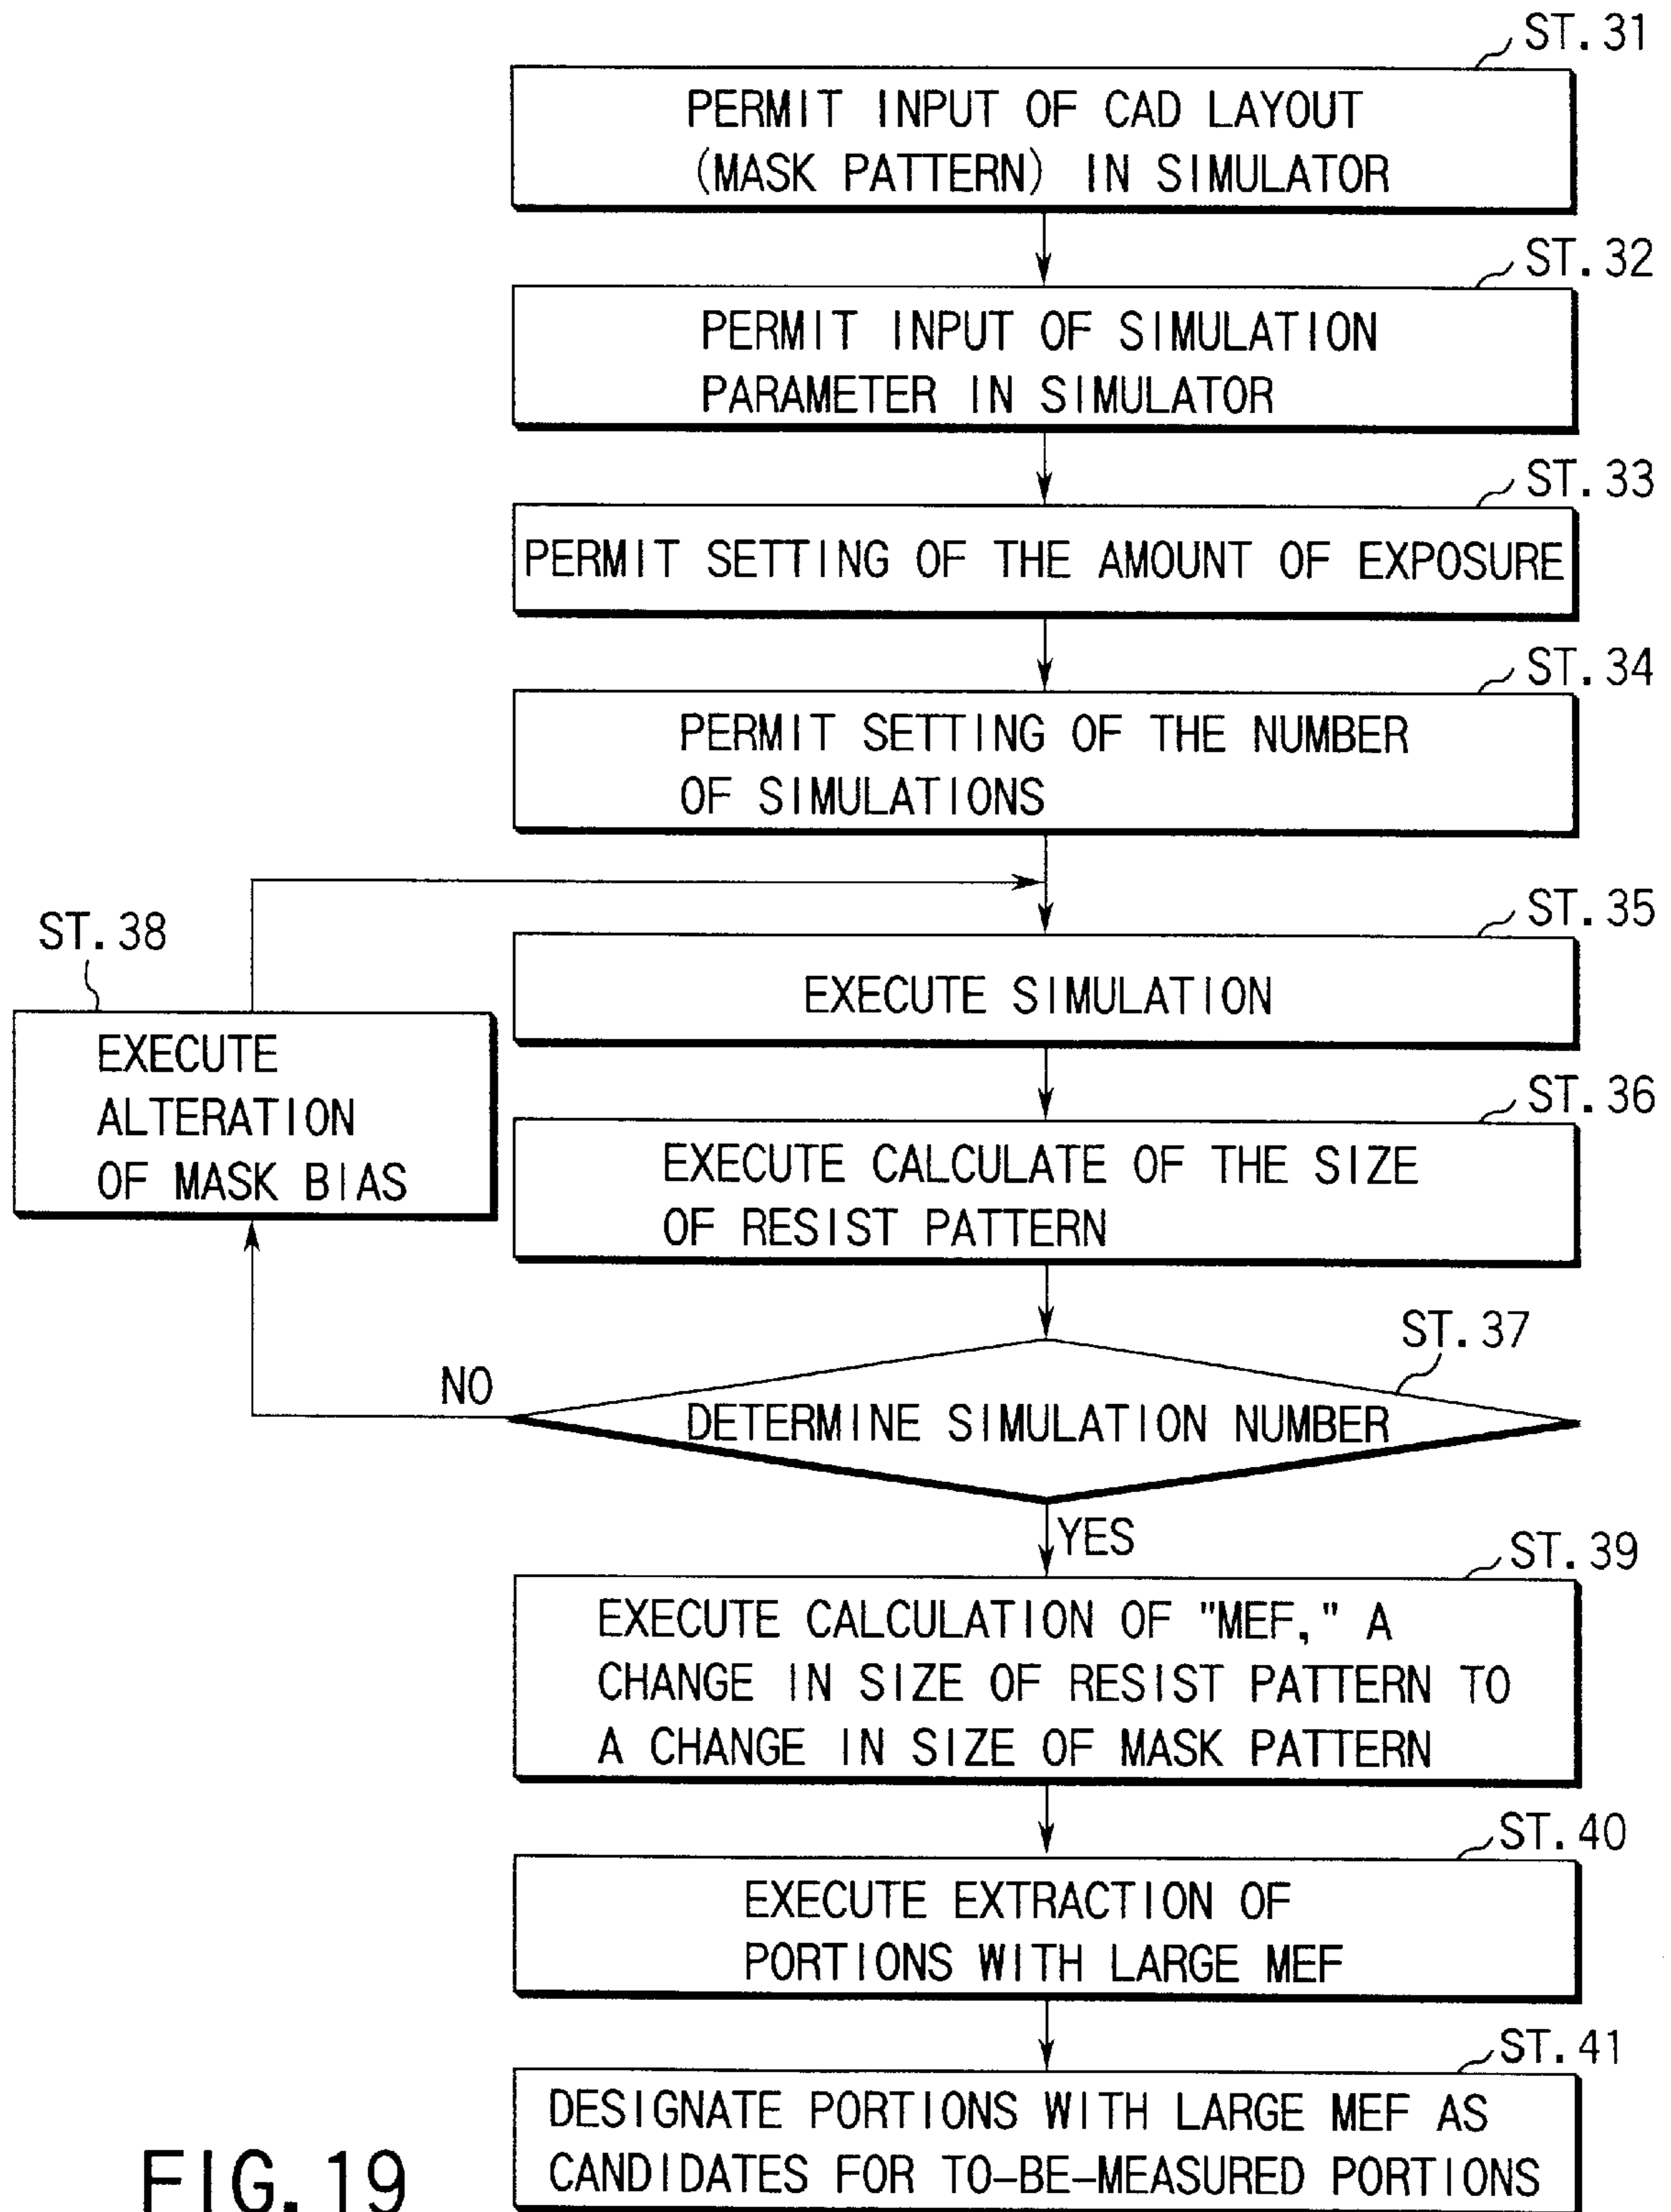 ST.31
PERMIT INPUT OF CAD LAYOUT
(MASK PATTERN) IN SIMULATOR
ST.32
PERMIT INPUT OF SIMULATION
PARAMETER IN SIMULATOR
ST.33
PERMIT SETTING OF THE AMOUNT OF EXPOSURE
ST.34
PERMIT SETTING OF THE NUMBER
OF SIMULATIONS
ST.35
EXECUTE SIMULATION
ST.38
EXECUTE
ALTERATION
OF MASK BIAS
ST.36
EXECUTE CALCULATE OF THE SIZE
OF RESIST PATTERN
ST.37
DETERMINE SIMULATION NUMBER
NO
YES
ST.39
EXECUTE CALCULATION OF "MEF," A
CHANGE IN SIZE OF RESIST PATTERN TO
A CHANGE IN SIZE OF MASK PATTERN
ST.40
EXECUTE EXTRACTION OF
PORTIONS WITH LARGE MEF
ST.41
DESIGNATE PORTIONS WITH LARGE MEF AS
CANDIDATES FOR TO-BE-MEASURED PORTIONS
FIG.19